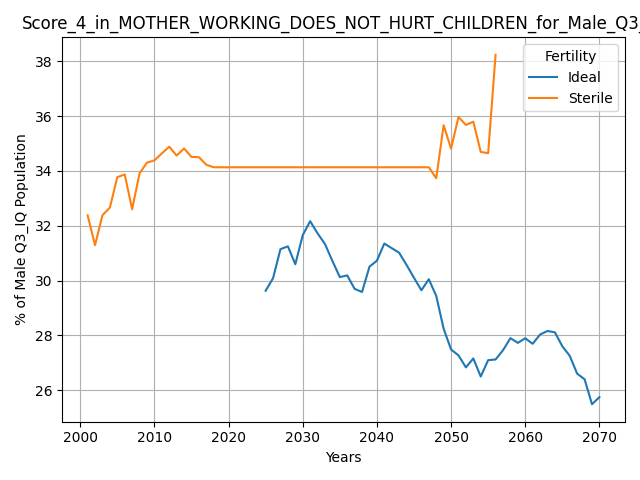 Score_4_in_MOTHER_WORKING_DOES_NOT_HURT_CHILDREN_for_Male_Q3_
Fertility
Ideal
Sterile
% of Male Q3_IQ Population
38
36
34
32
30
28
26
2000
2010
2020
2030
2040
2050
2060
2070
Years